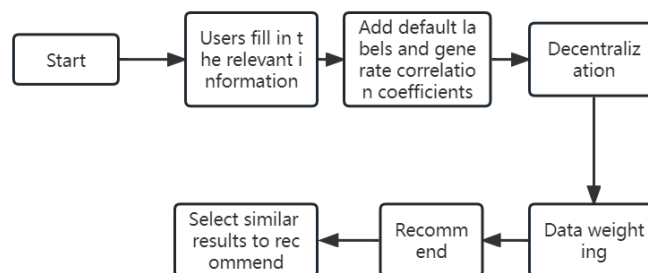 Start
Users fill in t
he relevant i
nformation
Add default la
bels and gene
rate correlatio
n coefficients
Decentraliz
ation
Data weight
ing
Recomm
end
Select similar
results to rec
ommend